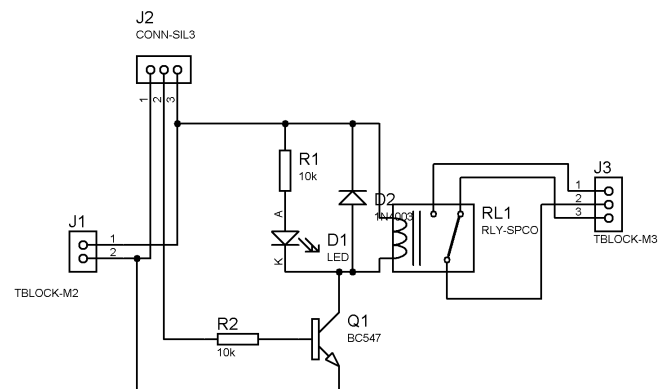 J2
CONN-SIL3
1
2
3
R1
10k
A
K
D1
LED
D2
1N4003
RL1
RLY-SPCO
J3
1
2
3
TBLOCK-M3
J1
1
2
TBLOCK-M2
R2
10k
Q1
BC547